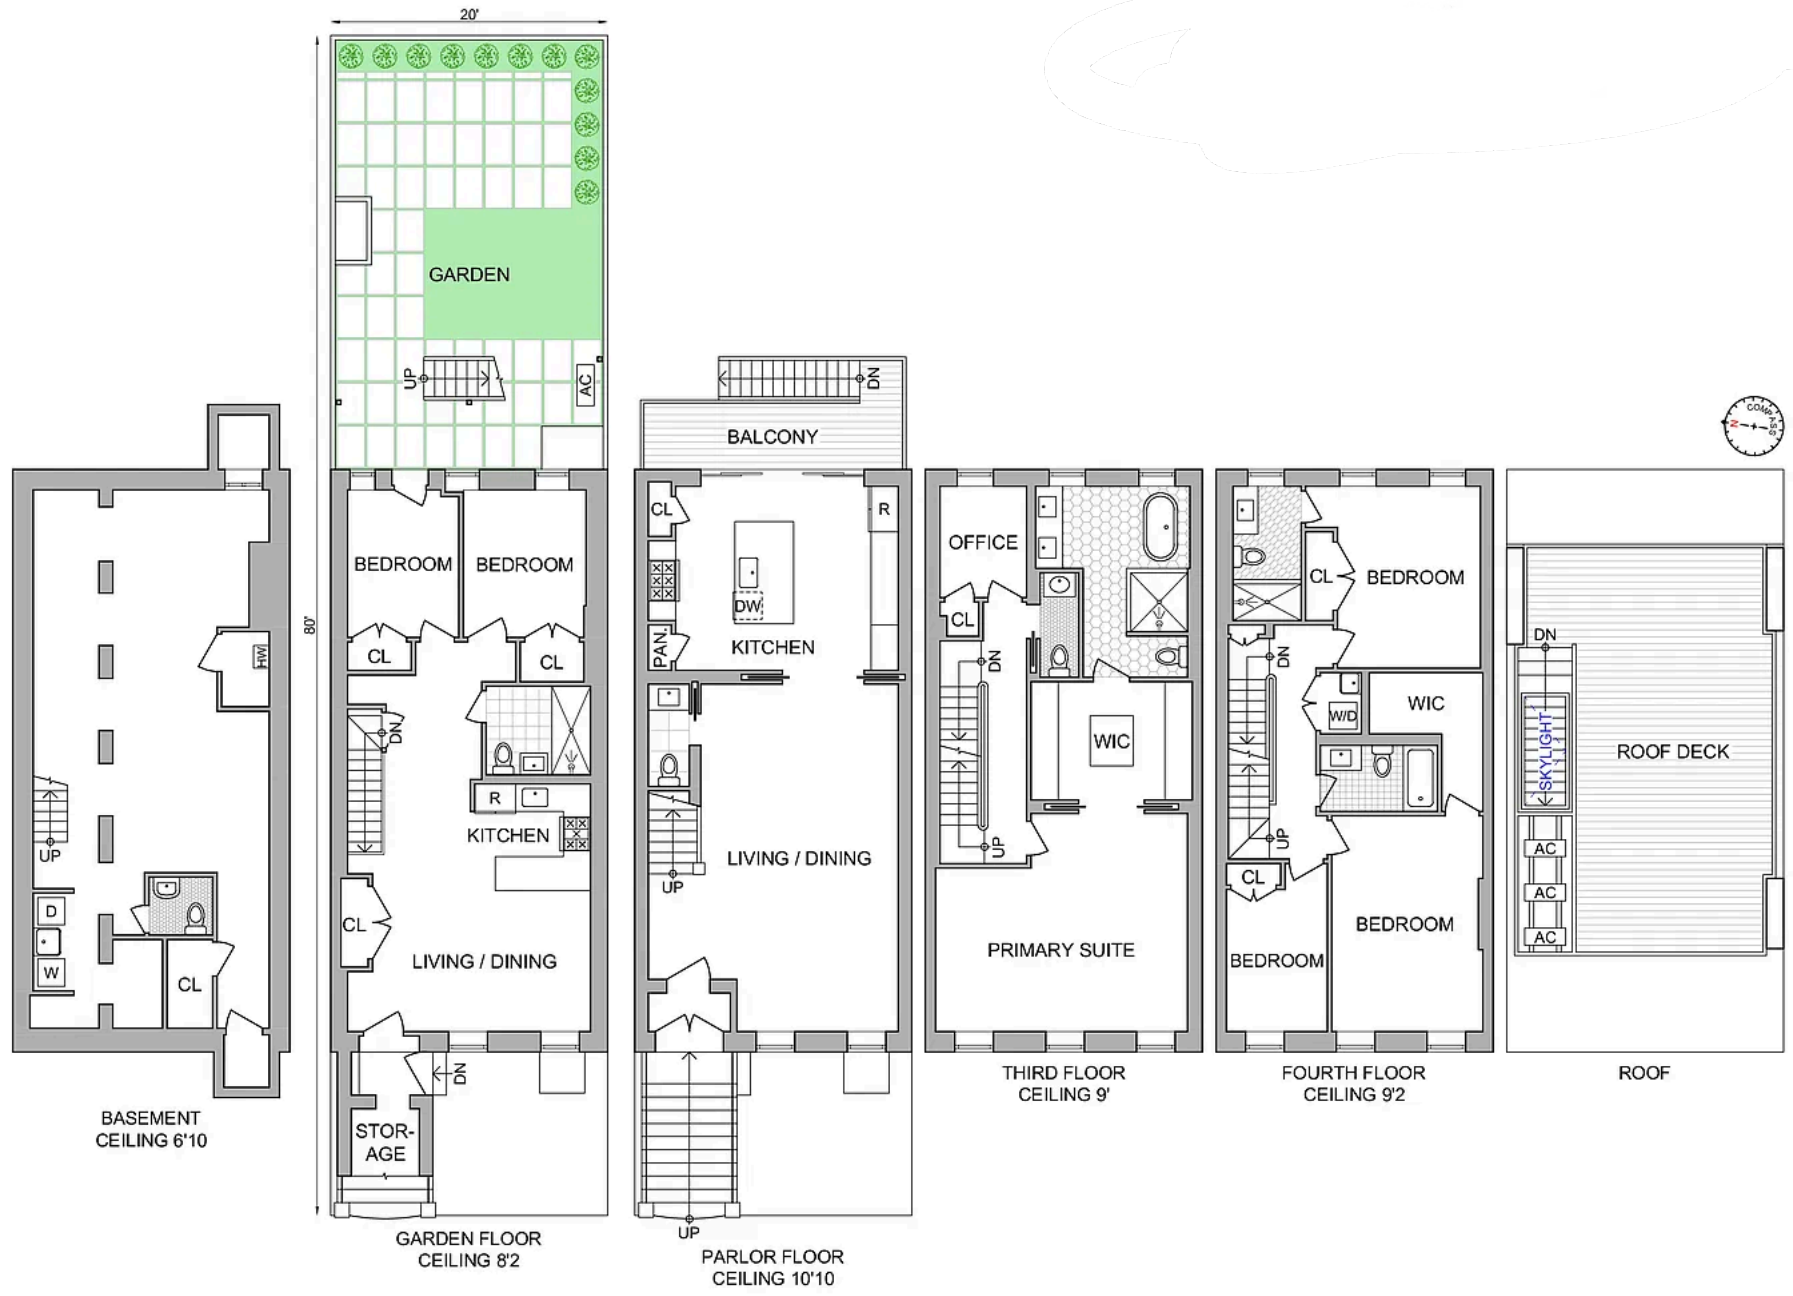 20'
80'
GARDEN
UP
AC
BEDROOM
BEDROOM
CL
CL
DN
R
KITCHEN
CL
LIVING / DINING
DN
STOR-
AGE
GARDEN FLOOR
CEILING 8'2
HW
UP
D
W
CL
BASEMENT
CEILING 6'10
DN
BALCONY
CL
R
DW
PAN.
KITCHEN
LIVING / DINING
UP
UP
PARLOR FLOOR
CEILING 10'10
OFFICE
CL
DN
WIC
UP
PRIMARY SUITE
THIRD FLOOR
CEILING 9'
CL
BEDROOM
DN
W/D
WIC
UP
CL
BEDROOM
BEDROOM
FOURTH FLOOR
CEILING 9'2
COMPASS
N
DN
SKYLIGHT
ROOF DECK
AC
AC
AC
ROOF